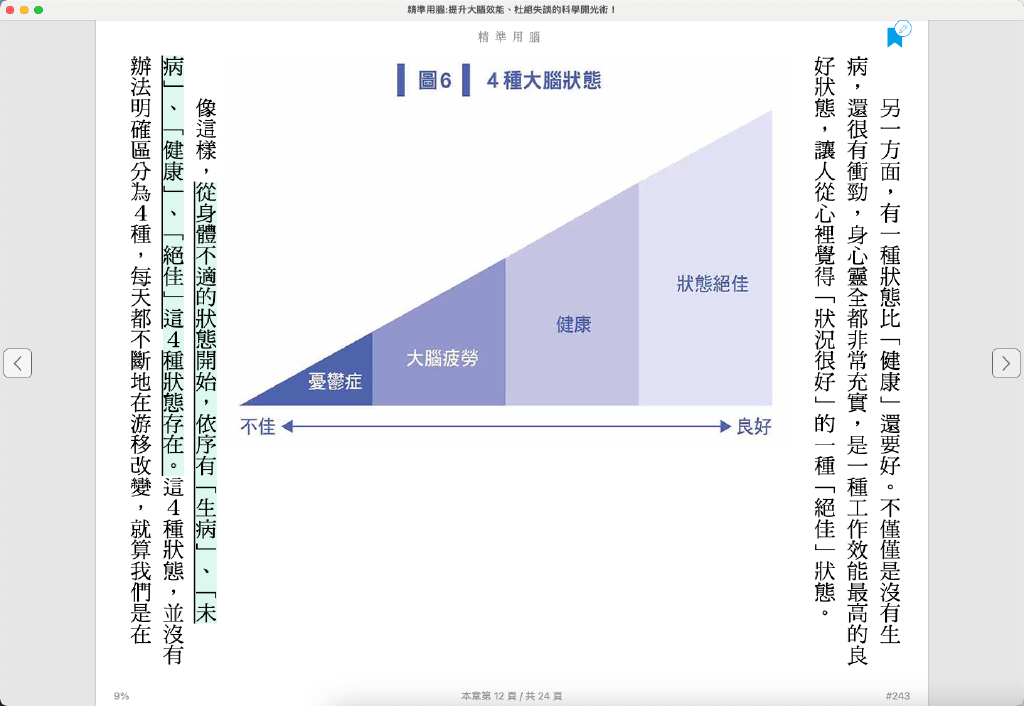 精準用腦:提升大腦效能、杜絕失誤的科學開光術！
精準用腦
另一方面，有一種狀態比「健康」還要好。不僅僅是沒有生
病，還很有衝勁，身心靈全都非常充實，是一種工作效能最高的良
好狀態，讓人從心裡覺得「狀況很好」的一種「絕佳」狀態。
圖6 4種大腦狀態
狀態絕佳
健康
大腦疲勞
憂鬱症
不佳 良好
像這樣，從身體不適的狀態開始，依序有「生病」、「未
病」、「健康」、「絕佳」這4種狀態存在。這4種狀態，並沒有
辦法明確區分為4種，每天都不斷地在游移改變，就算我們是在
9%
本章第 12 頁 / 共 24 頁
#243